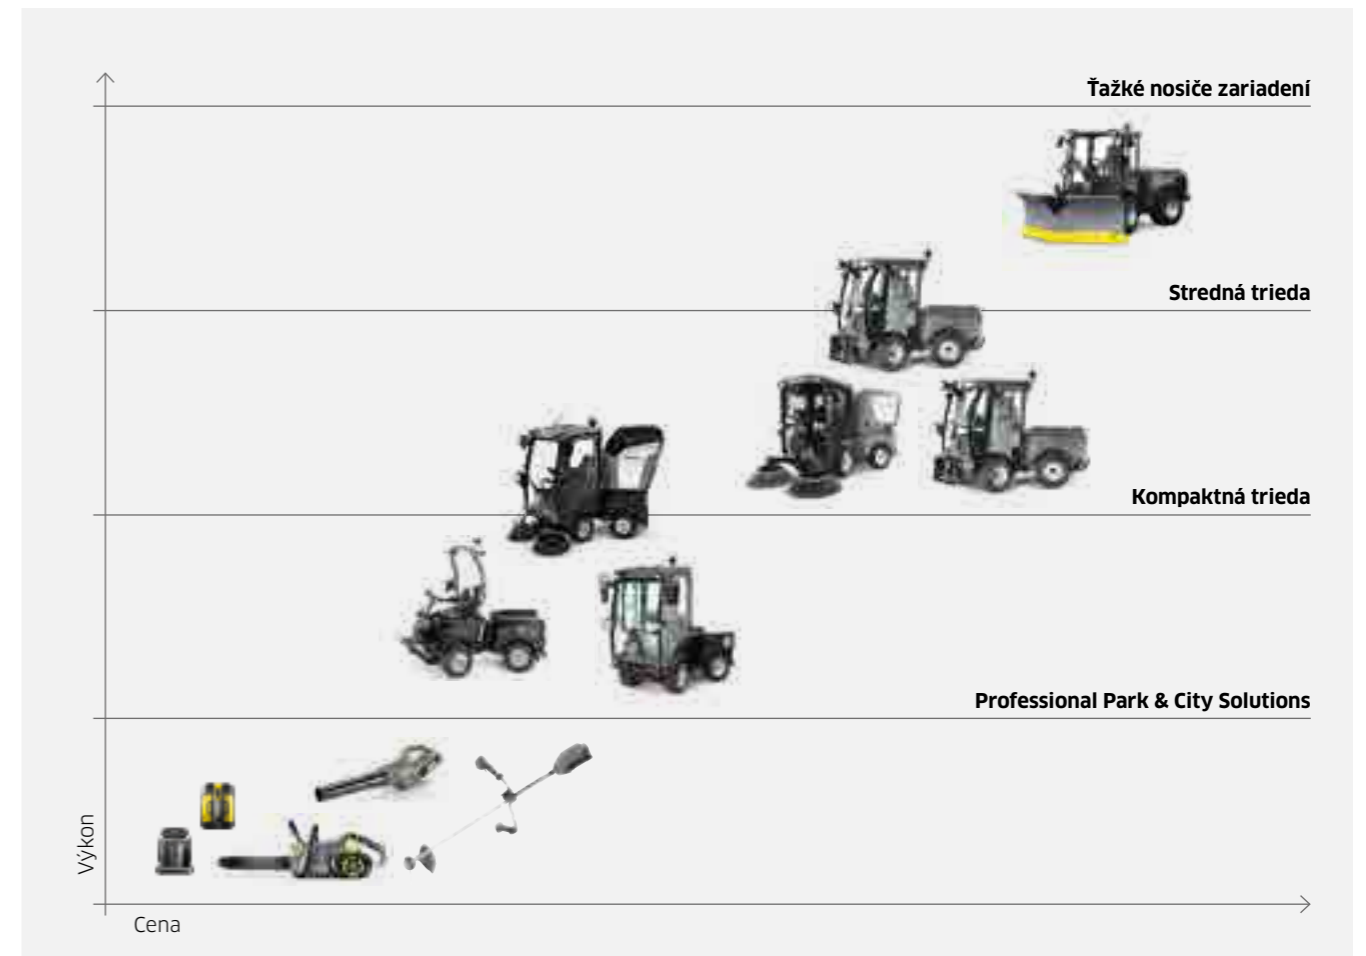 Ťažké nosiče zariadení
Stredná trieda
Kompaktná trieda
Professional Park & City Solutions
Výkon
Cena